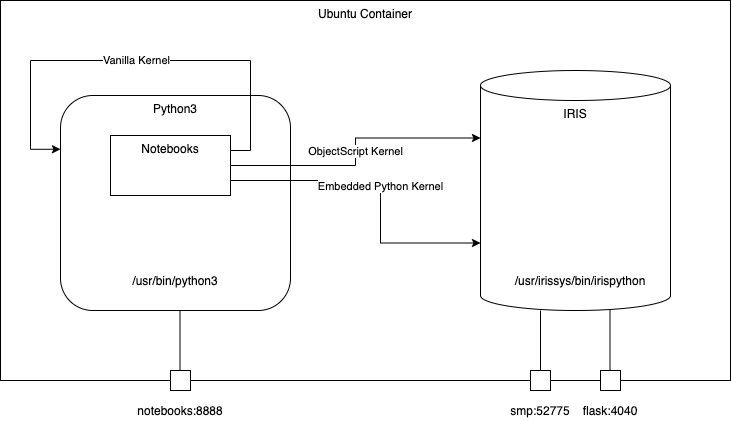 Ubuntu Container
Vanilla Kernel
Python3
IRIS
Notebooks
ObjectScript Kernel
Embedded Python Kernel
/usr/bin/python3
/usr/irissys/bin/irispython
notebooks:8888
smp:52775
flask:4040